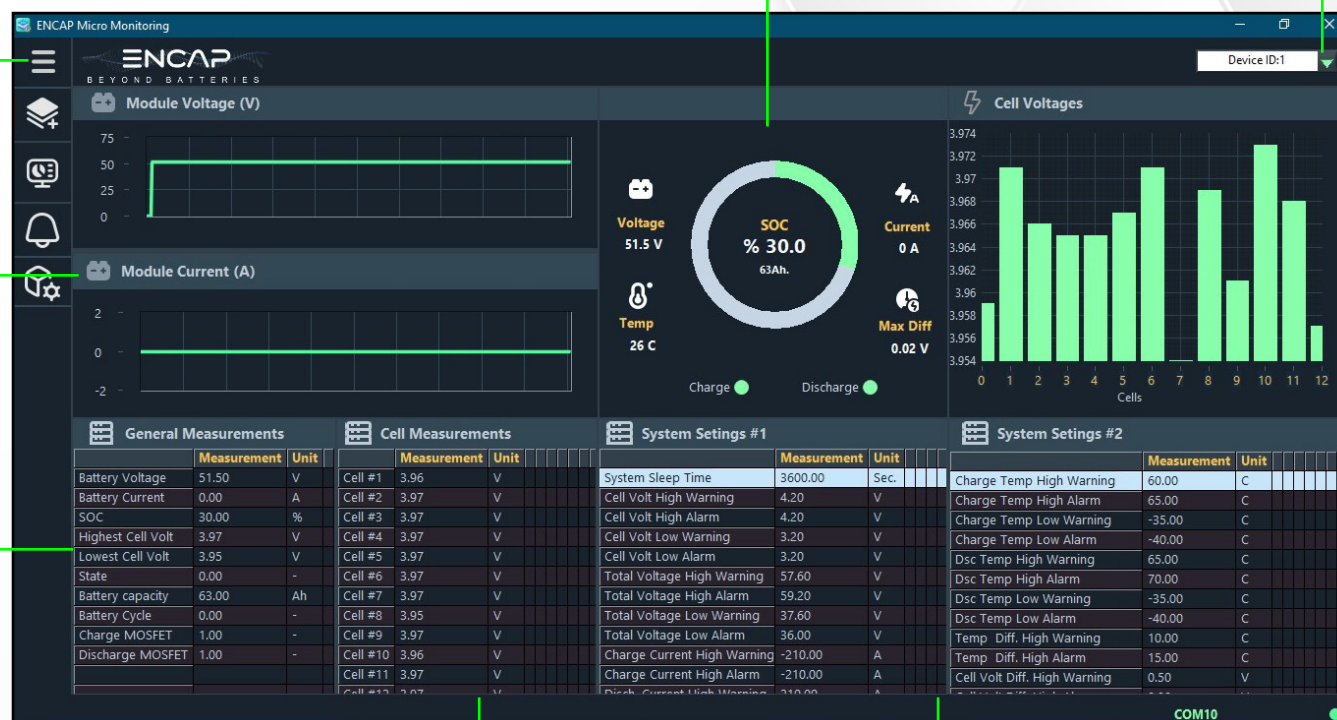 ENCAP Micro Monitoring
ENCAP
BEYOND BATTERIES
Device ID:1
Module Voltage (V)
75
50
25
0
Module Current (A)
2
0
-2
Voltage
51.5 V
Temp
26 C
SOC
% 30.0
63Ah.
Current
0 A
Max Diff
0.02 V
Charge
Discharge
Cell Voltages
3.974
3.972
3.97
3.968
3.966
3.964
3.962
3.96
3.958
3.956
3.954
0 1 2 3 4 5 6 7 8 9 10 11 12
Cells
General Measurements
Measurement Unit
Battery Voltage 51.50 V
Battery Current 0.00 A
SOC 30.00 %
Highest Cell Volt 3.97 V
Lowest Cell Volt 3.95 V
State 0.00 -
Battery capacity 63.00 Ah
Battery Cycle 0.00 -
Charge MOSFET 1.00 -
Discharge MOSFET 1.00 -
Cell Measurements
Measurement Unit
Cell #1 3.96 V
Cell #2 3.97 V
Cell #3 3.97 V
Cell #4 3.97 V
Cell #5 3.97 V
Cell #6 3.97 V
Cell #7 3.97 V
Cell #8 3.95 V
Cell #9 3.97 V
Cell #10 3.96 V
Cell #11 3.97 V
Cell #12 3.97 V
System Setings #1
Measurement Unit
System Sleep Time 3600.00 Sec.
Cell Volt High Warning 4.20 V
Cell Volt High Alarm 4.20 V
Cell Volt Low Warning 3.20 V
Cell Volt Low Alarm 3.20 V
Total Voltage High Warning 57.60 V
Total Voltage High Alarm 59.20 V
Total Voltage Low Warning 37.60 V
Total Voltage Low Alarm 36.00 V
Charge Current High Warning -210.00 A
Charge Current High Alarm -210.00 A
Disch. Current High Warning 210.00 A
System Setings #2
Measurement Unit
Charge Temp High Warning 60.00 C
Charge Temp High Alarm 65.00 C
Charge Temp Low Warning -35.00 C
Charge Temp Low Alarm -40.00 C
Dsc Temp High Warning 65.00 C
Dsc Temp High Alarm 70.00 C
Dsc Temp Low Warning -35.00 C
Dsc Temp Low Alarm -40.00 C
Temp Diff. High Warning 10.00 C
Temp Diff. High Alarm 15.00 C
Cell Volt Diff. High Warning 0.50 V
COM10